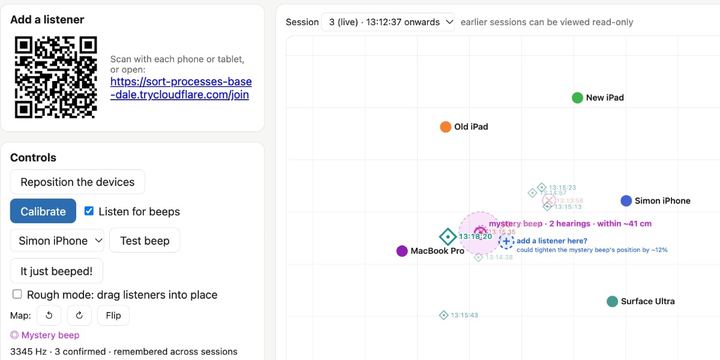 Add a listener
Scan with each phone or tablet,
or open:
https://sort-processes-base
-dale.trycloudflare.com/join
Controls
Reposition the devices
Calibrate
Listen for beeps
Simon iPhone
Test beep
It just beeped!
Rough mode: drag listeners into place
Map:
Flip
Mystery beep
3345 Hz · 3 confirmed · remembered across sessions
Session
3 (live) · 13:12:37 onwards
earlier sessions can be viewed read-only
New iPad
Old iPad
13:15:23
13:15:13
Simon iPhone
mystery beep · 2 hearings · within ~41 cm
13:18:20
add a listener here?
could tighten the mystery beep's position by ~12%
MacBook Pro
13:14:38
Surface Ultra
13:15:43